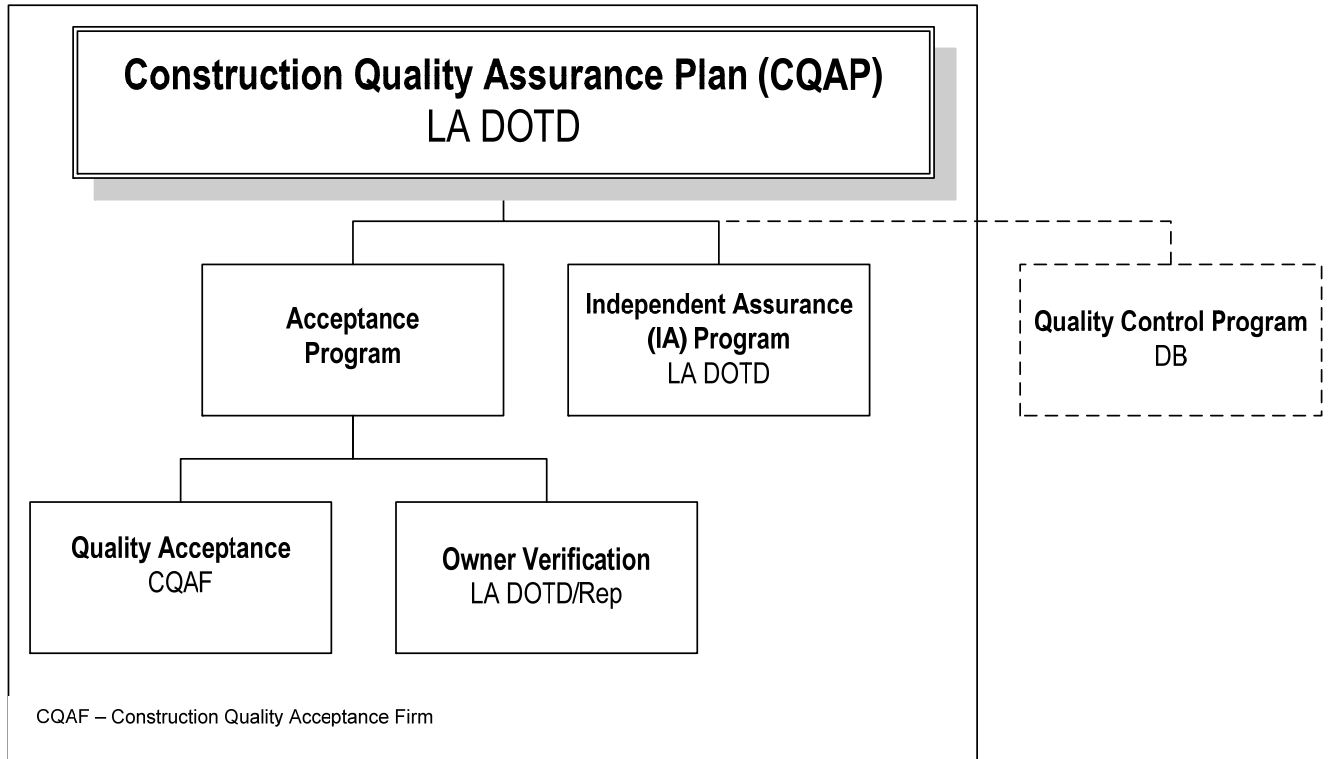 Construction Quality Assurance Plan (CQAP)
LA DOTD
Acceptance
Program
Independent Assurance
(IA) Program
LA DOTD
Quality Control Program
DB
Quality Acceptance
CQAF
Owner Verification
LA DOTD/Rep
CQAF – Construction Quality Acceptance Firm